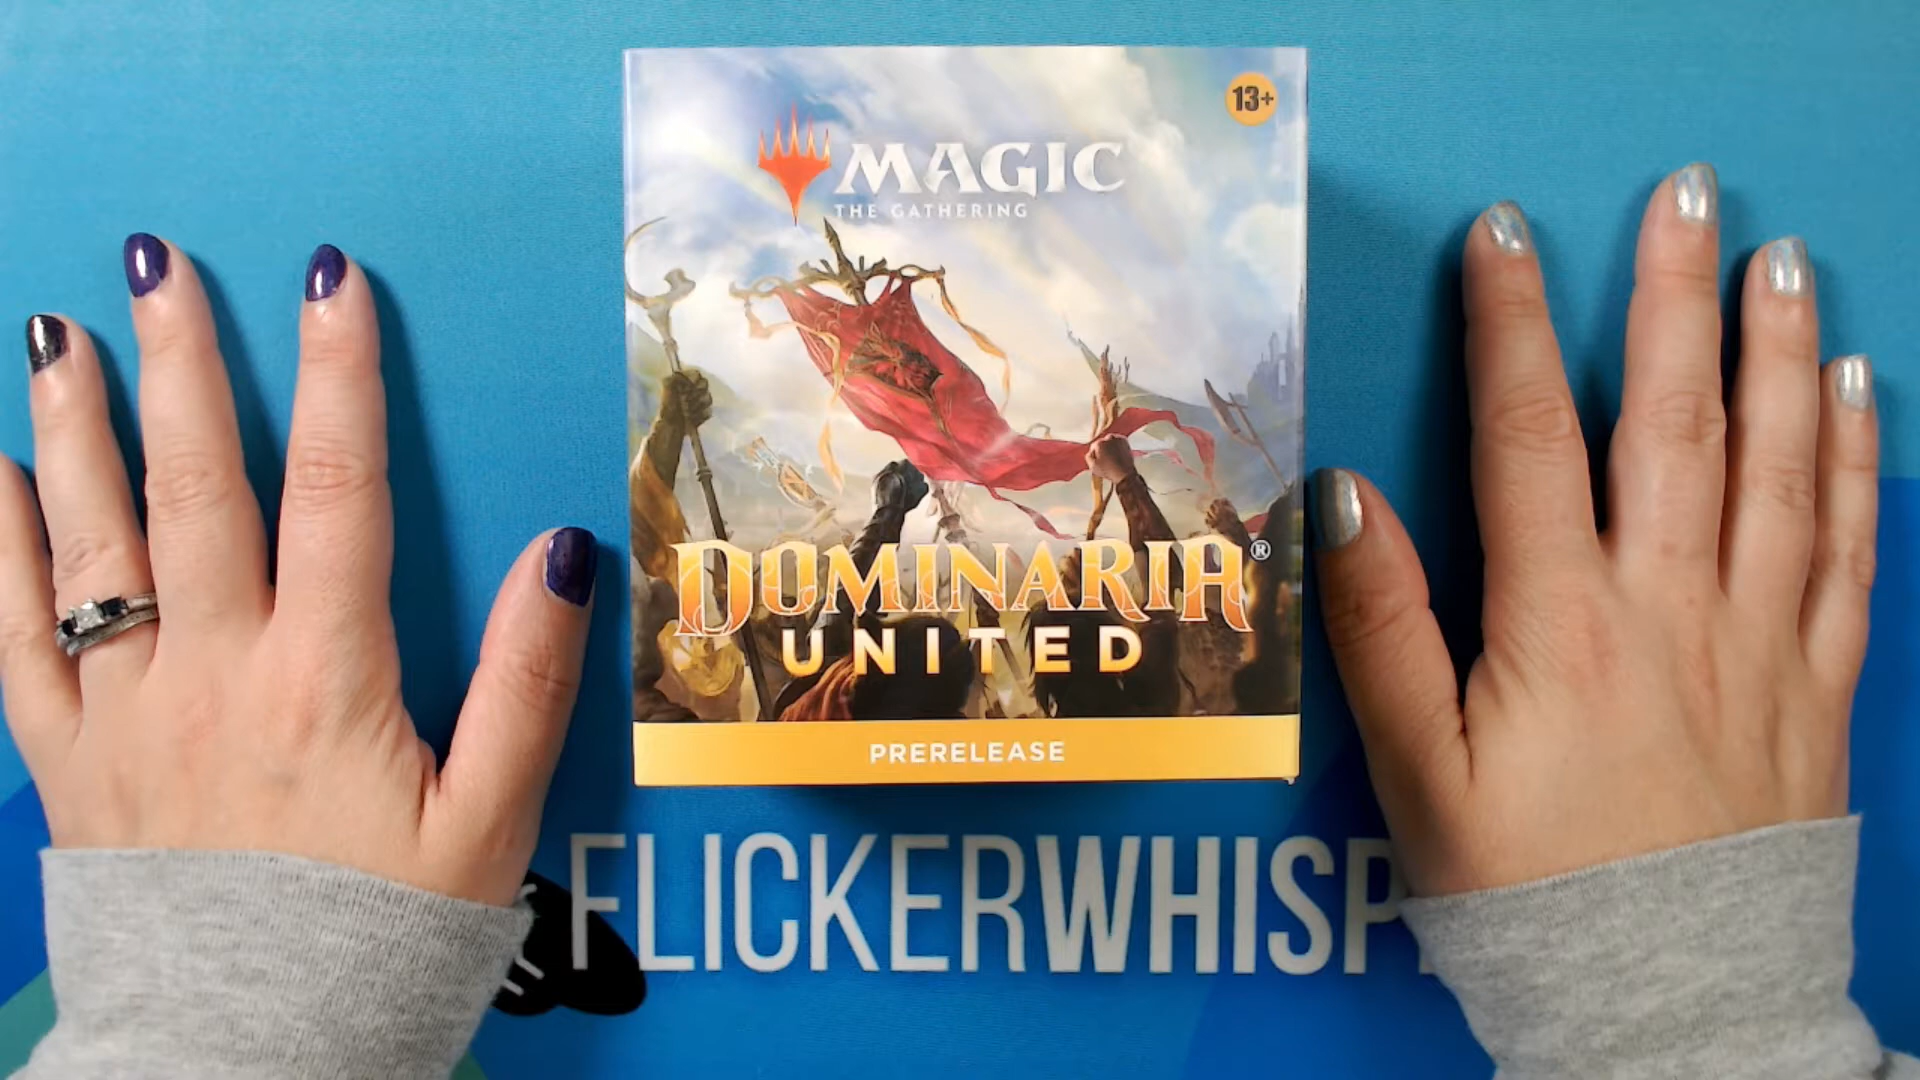 13+
MAGIC
THE GATHERING
DOMINARIA®
UNITED
PRERELEASE
FLICKERWHISP